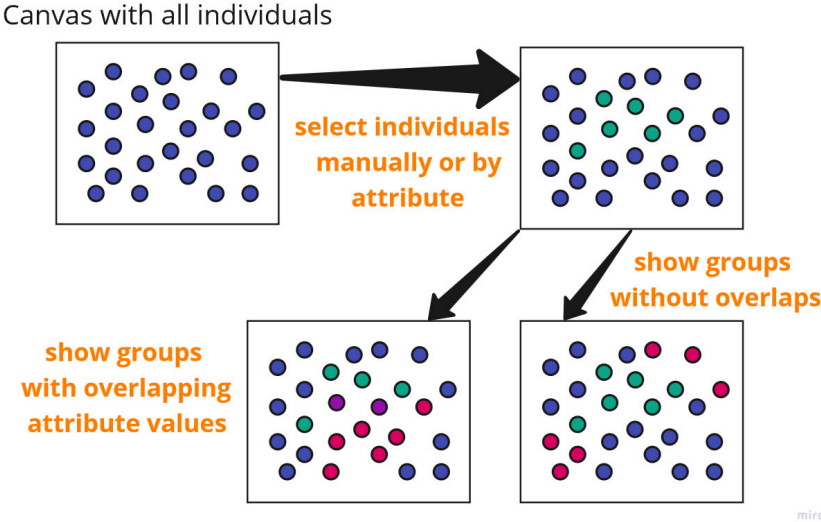 Canvas with all individuals
select individuals
manually or by
attribute
show groups
without overlaps
show groups
with overlapping
attribute values
miro